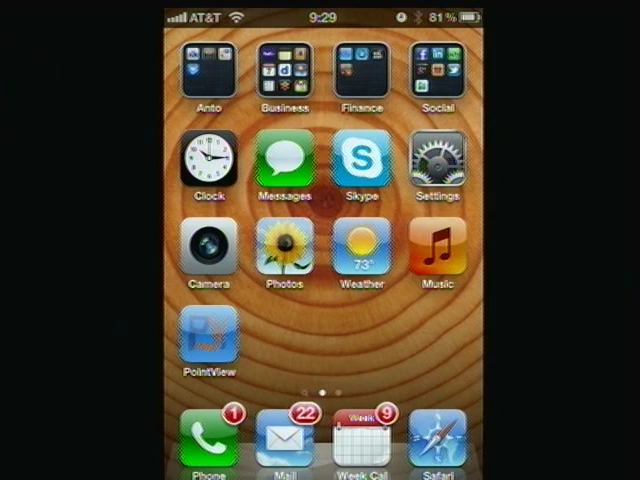 AT&T 9:29 81%
Anto Business Finance Social
Clock Messages Skype Settings
73°
Camera Photos Weather Music
PointView
1 22 9
Week
Phone Mail Week Cal Safari